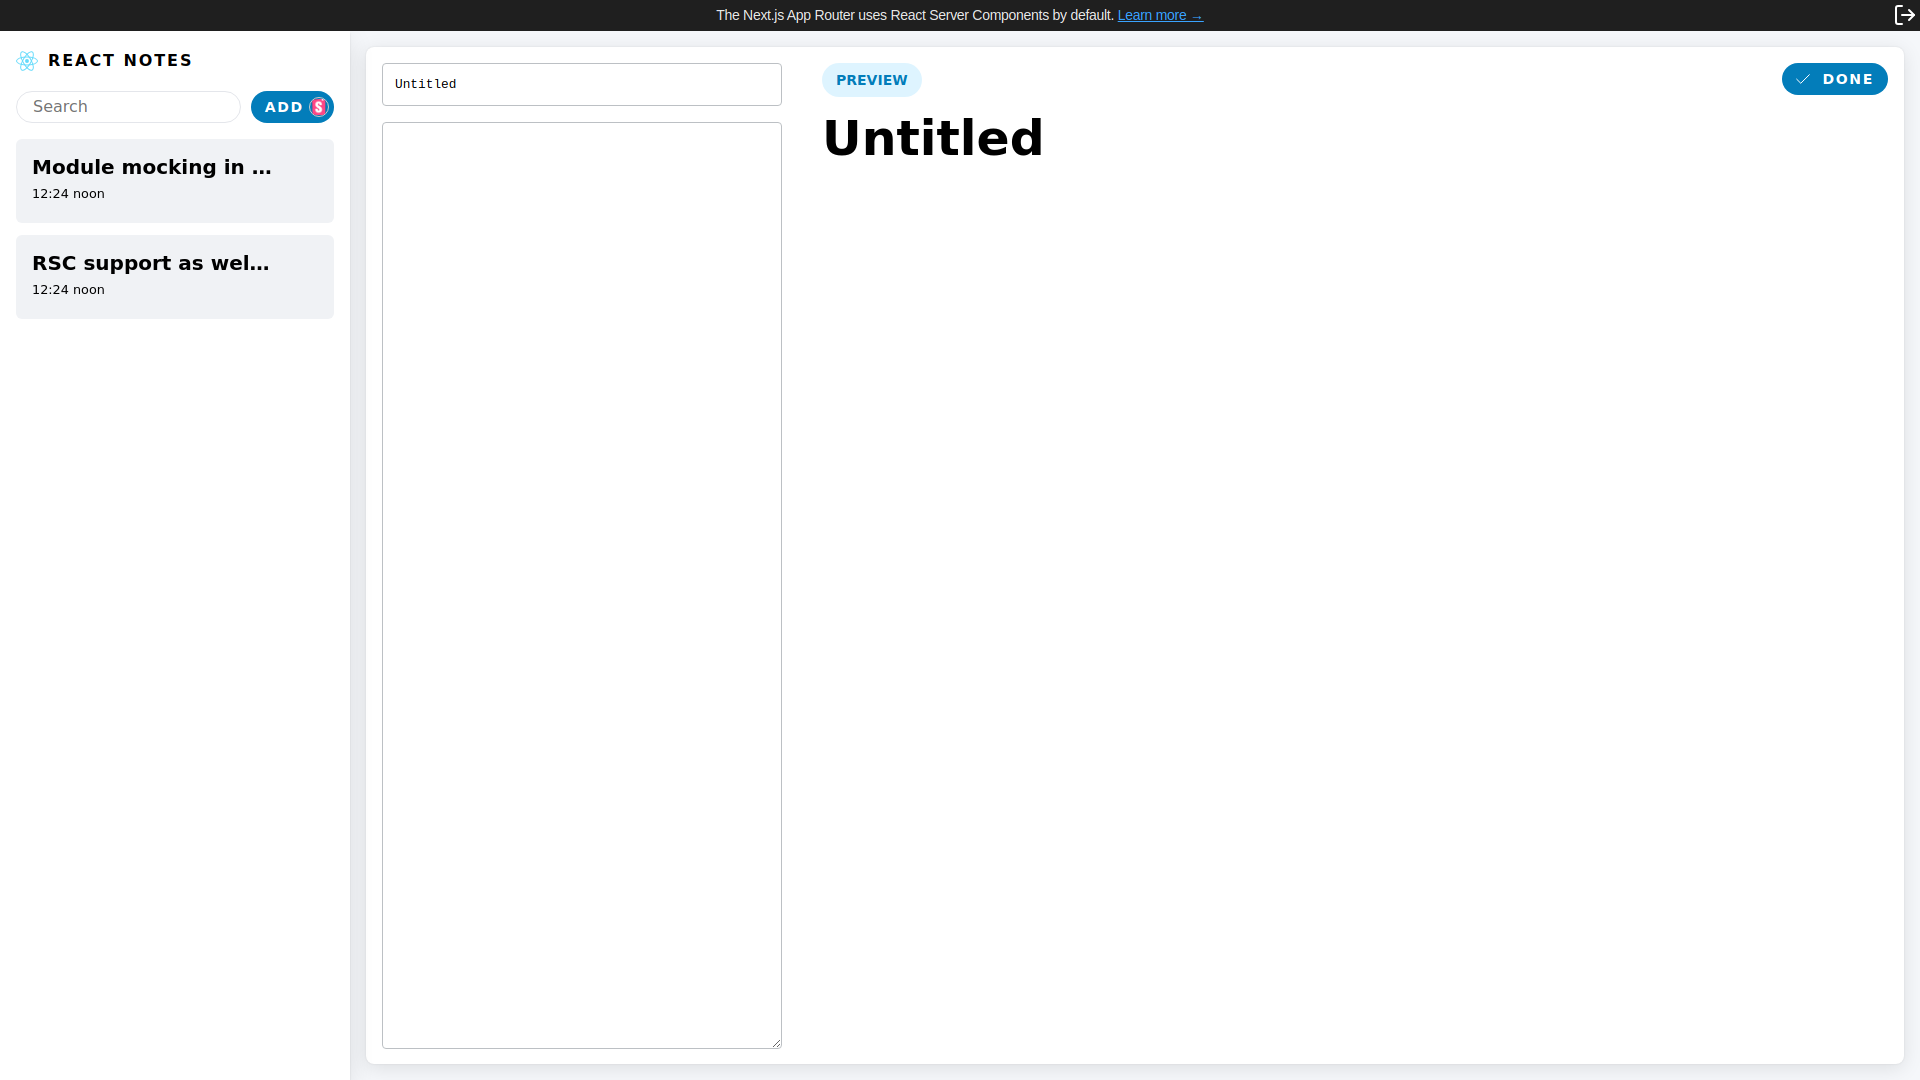 The Next.js App Router uses React Server Components by default. Learn more →
REACT NOTES
Search
ADD
Module mocking in ...
12:24 noon
RSC support as wel...
12:24 noon
Untitled
PREVIEW
DONE
Untitled